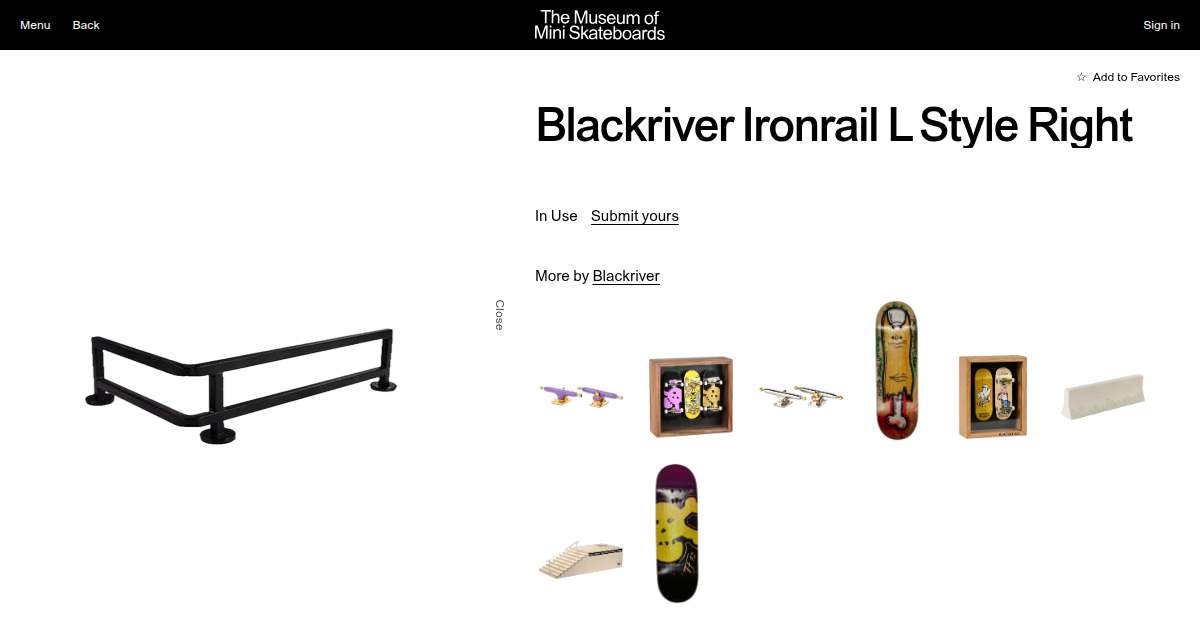 Menu
Back
The Museum of
Mini Skateboards
Sign in
☆ Add to Favorites
Blackriver Ironrail L Style Right
In Use Submit yours
More by Blackriver
Close